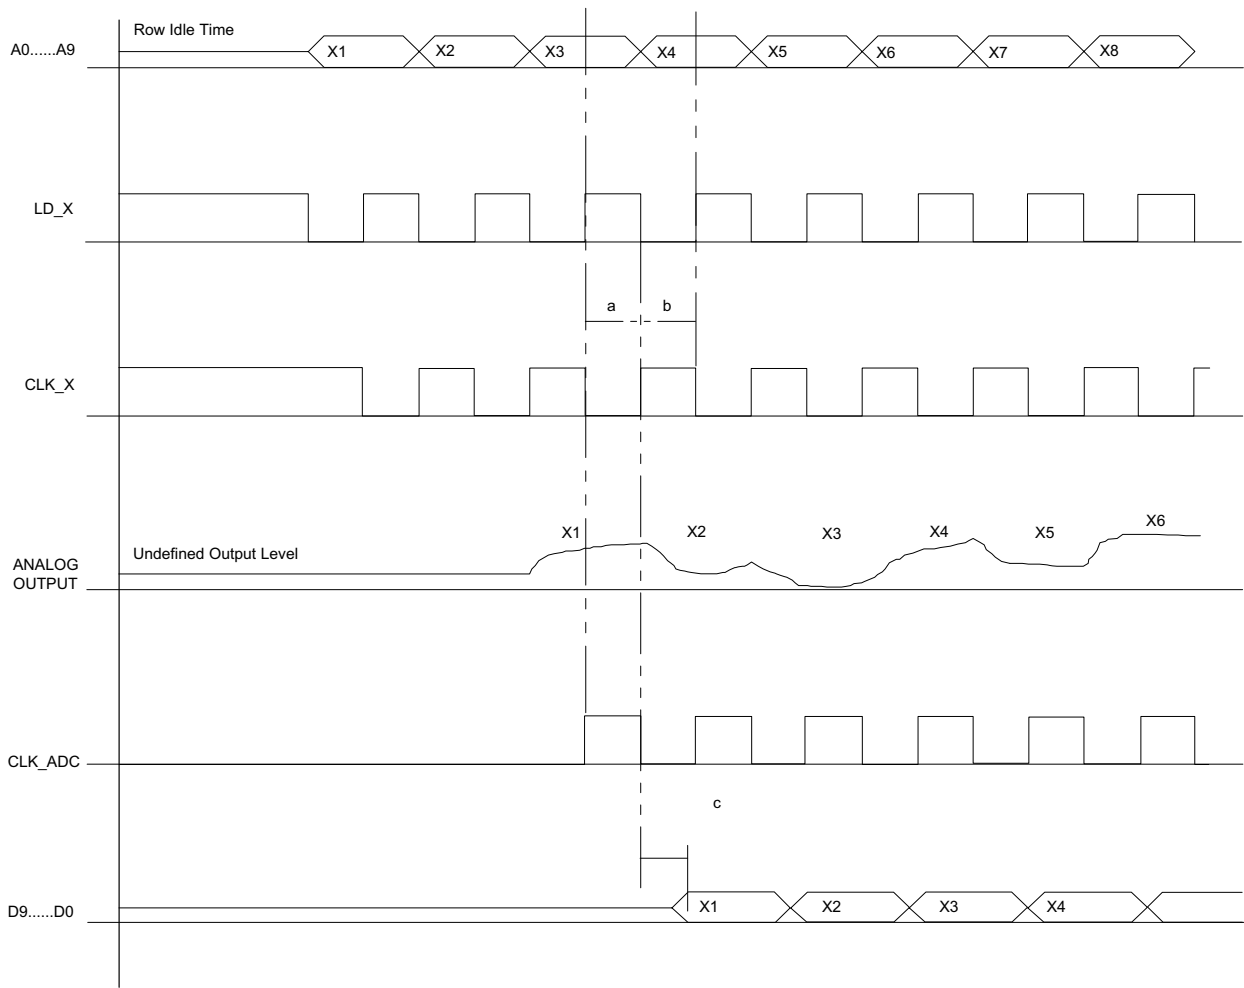 Row Idle Time
A0......A9
X1 X2 X3 X4 X5 X6 X7 X8
LD_X
a b
CLK_X
X1 X2 X3 X4 X5 X6
Undefined Output Level
ANALOG
OUTPUT
CLK_ADC
c
D9......D0
X1 X2 X3 X4